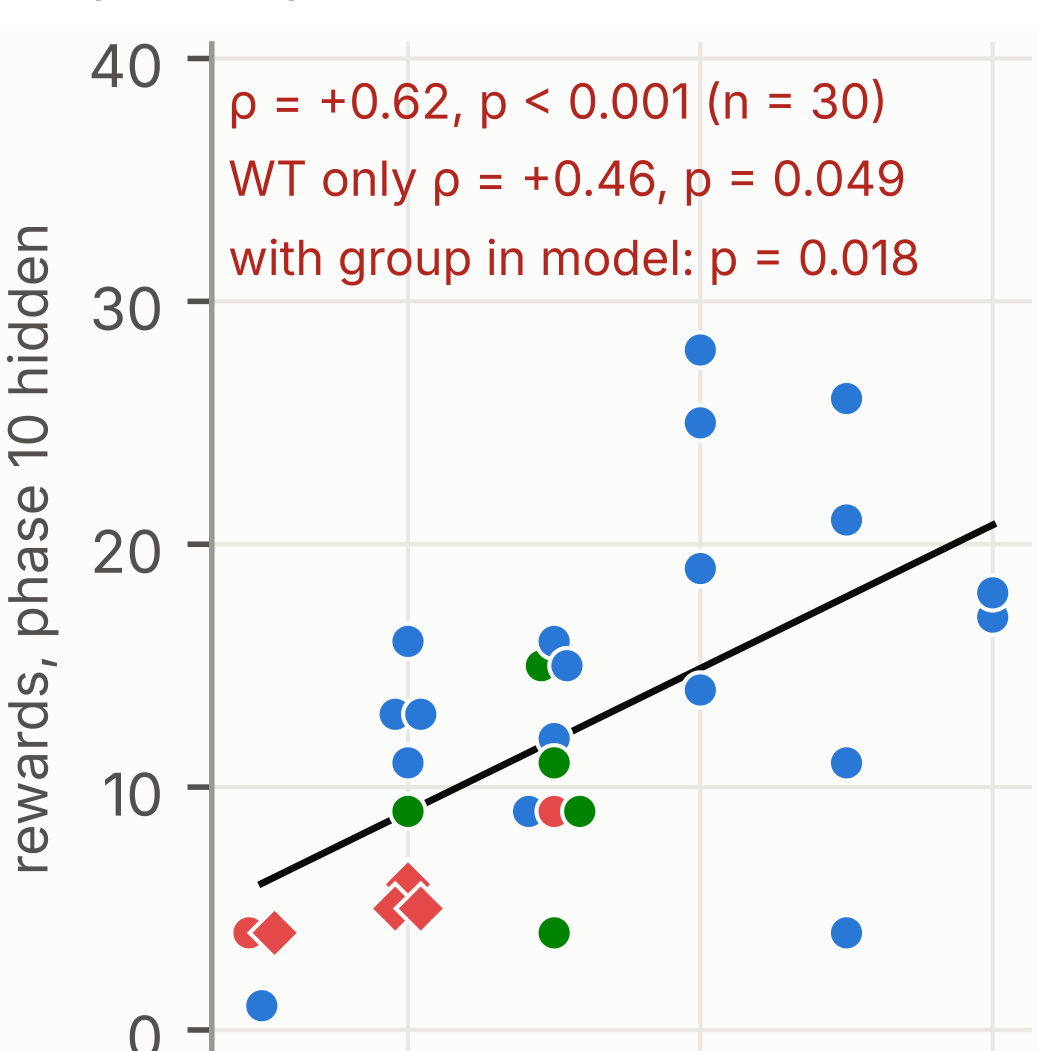 40
ρ = +0.62, p < 0.001 (n = 30)
WT only ρ = +0.46, p = 0.049
with group in model: p = 0.018
30
20
10
0
rewards, phase 10 hidden